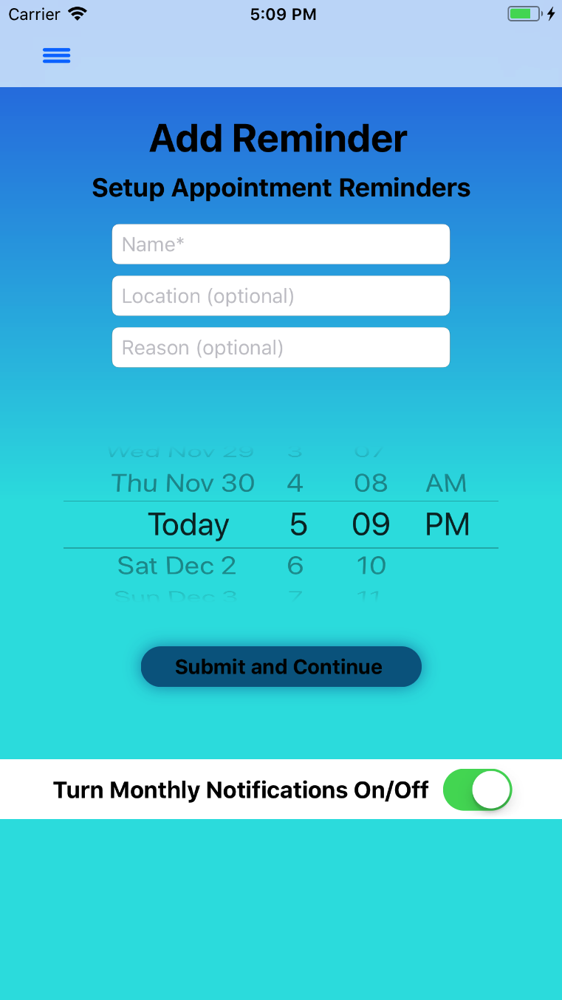 Carrier 5:09 PM
Add Reminder
Setup Appointment Reminders
Name*
Location (optional)
Reason (optional)
Wed Nov 29 3 07
Thu Nov 30 4 08 AM
Today 5 09 PM
Sat Dec 2 6 10
Sun Dec 3 7 11
Submit and Continue
Turn Monthly Notifications On/Off